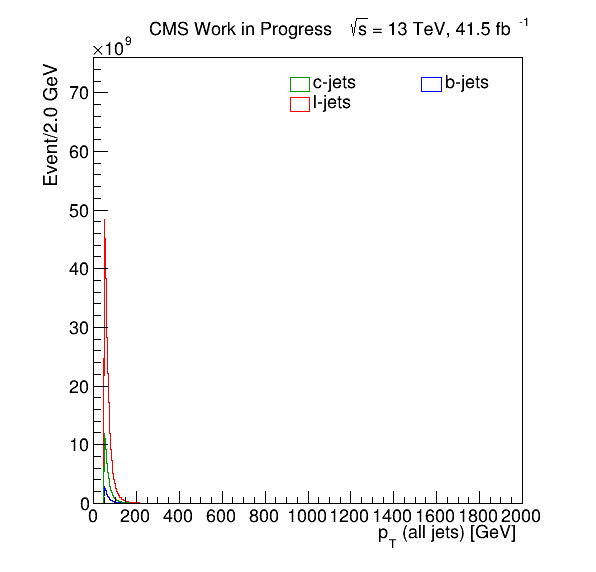 CMS Work in Progress √s = 13 TeV, 41.5 fb⁻¹
×10⁹
Event/2.0 GeV
c-jets b-jets
l-jets
70
60
50
40
30
20
10
0
0 200 400 600 800 1000 1200 1400 1600 1800 2000
p_T (all jets) [GeV]